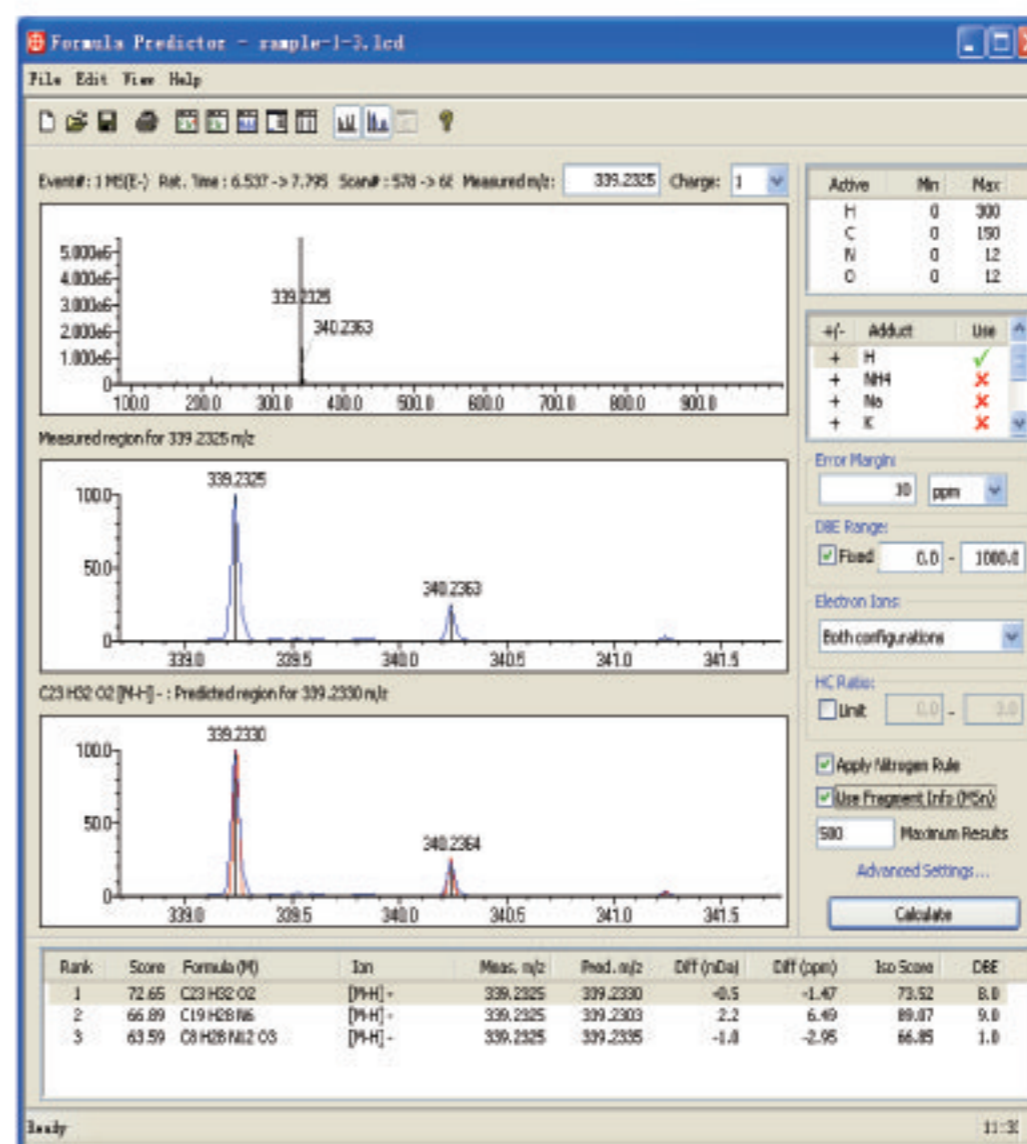 Formula Predictor - sample-1-3.lcd
File Edit View Help
Event#: 1 MS(E-) Ret. Time : 6.537 -> 7.795 Scan# : 578 -> 68 Measured m/z: 339.2325 Charge: 1
5.000e6
4.000e6
3.000e6
2.000e6
1.000e6
0
339.2325
340.2363
100.0 200.0 300.0 400.0 500.0 600.0 700.0 800.0 900.0
Measured region for 339.2325 m/z
339.2325
100.0
50.0
0
340.2363
339.0 339.5 340.0 340.5 341.0 341.5
C23 H32 O2 [M-H]- : Predicted region for 339.2330 m/z
339.2330
100.0
50.0
0
340.2364
339.0 339.5 340.0 340.5 341.0 341.5
Active Min Max
H 0 300
C 0 150
N 0 12
O 0 12
+/- Adduct Use
+ H
+ NH4
+ Na
+ K
Error Margin:
10 ppm
DBE Range:
Fixed 0.0 - 1000.0
Electron Ions:
Both configurations
HC Ratio:
Unit 0.0 - 3.0
Apply Nitrogen Rule
Use Fragment Info (MSn)
500 Maximum Results
Advanced Settings...
Calculate
Rank Score Formula (M) Ion Meas. m/z Pred. m/z Diff (mDa) Diff (ppm) Iso Score DBE
1 72.65 C23 H32 O2 [M-H]- 339.2325 339.2330 -0.5 -1.47 73.52 8.0
2 66.89 C19 H28 N6 [M-H]- 339.2325 339.2303 2.2 6.49 89.07 9.0
3 63.59 C8 H28 N12 O3 [M-H]- 339.2325 339.2335 -1.0 -2.95 66.85 1.0
Ready